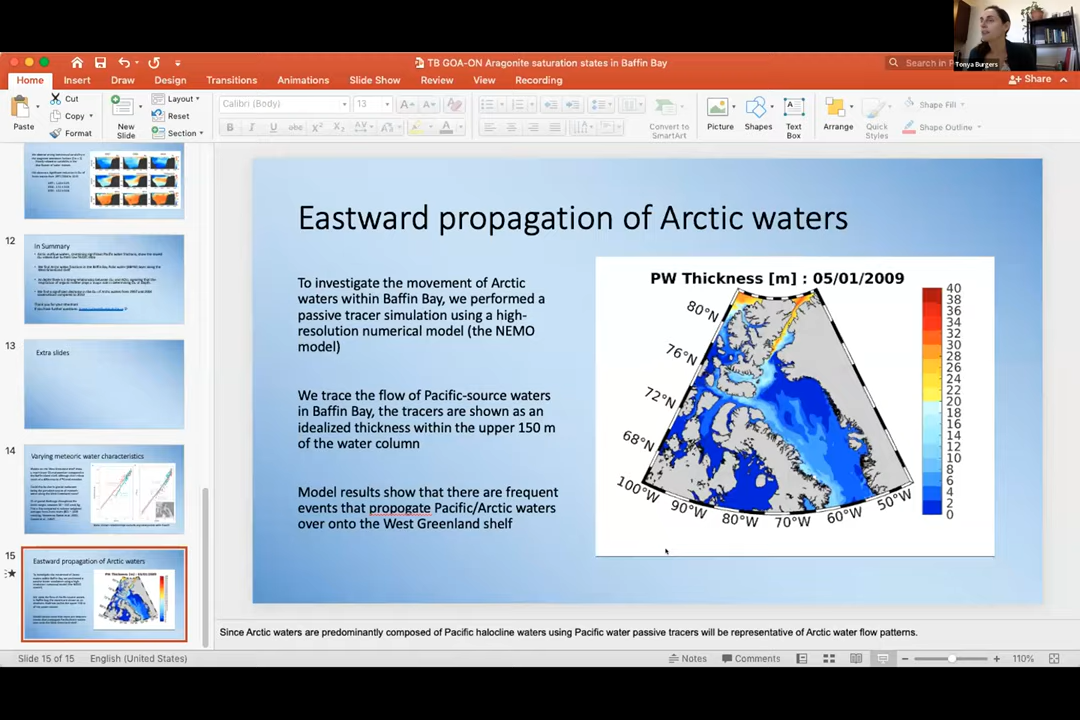 Tonya Burgers
TB GOA-ON Aragonite saturation states in Baffin Bay
Search in P
Home Insert Draw Design Transitions Animations Slide Show Review View Recording
Share
Paste
Cut
Copy
Format
New
Slide
Layout
Reset
Section
Calibri (Body)
13
Convert to
SmartArt
Picture
Shapes
Text
Box
Arrange
Quick
Styles
Shape Fill
Shape Outline
12
In Summary
13
Extra slides
14
Varying meteoric water characteristics
15
Eastward propagation of Arctic waters
Eastward propagation of Arctic waters
To investigate the movement of Arctic
waters within Baffin Bay, we performed a
passive tracer simulation using a high-
resolution numerical model (the NEMO
model)
We trace the flow of Pacific-source waters
in Baffin Bay, the tracers are shown as an
idealized thickness within the upper 150 m
of the water column
Model results show that there are frequent
events that propogate Pacific/Arctic waters
over onto the West Greenland shelf
PW Thickness [m] : 05/01/2009
80°N
76°N
72°N
68°N
100°W
90°W
80°W
70°W
60°W
50°W
40
38
36
34
32
30
28
26
24
22
20
18
16
14
12
10
8
6
4
2
0
Since Arctic waters are predominantly composed of Pacific halocline waters using Pacific water passive tracers will be representative of Arctic water flow patterns.
Slide 15 of 15 English (United States)
Notes Comments
110%